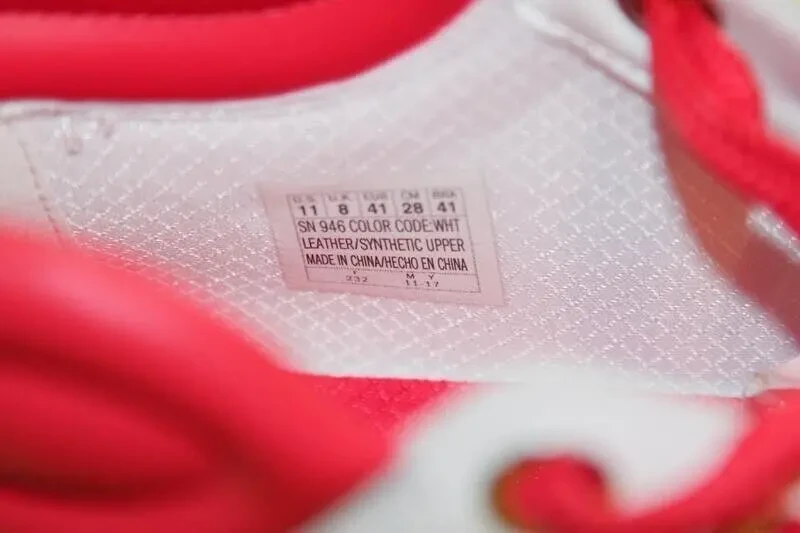 U.S. U.K. EUR CM BRA
11 8 41 28 41
SN 946 COLOR CODE:WHT
LEATHER/SYNTHETIC UPPER
MADE IN CHINA/HECHO EN CHINA
F M Y
232 11-17